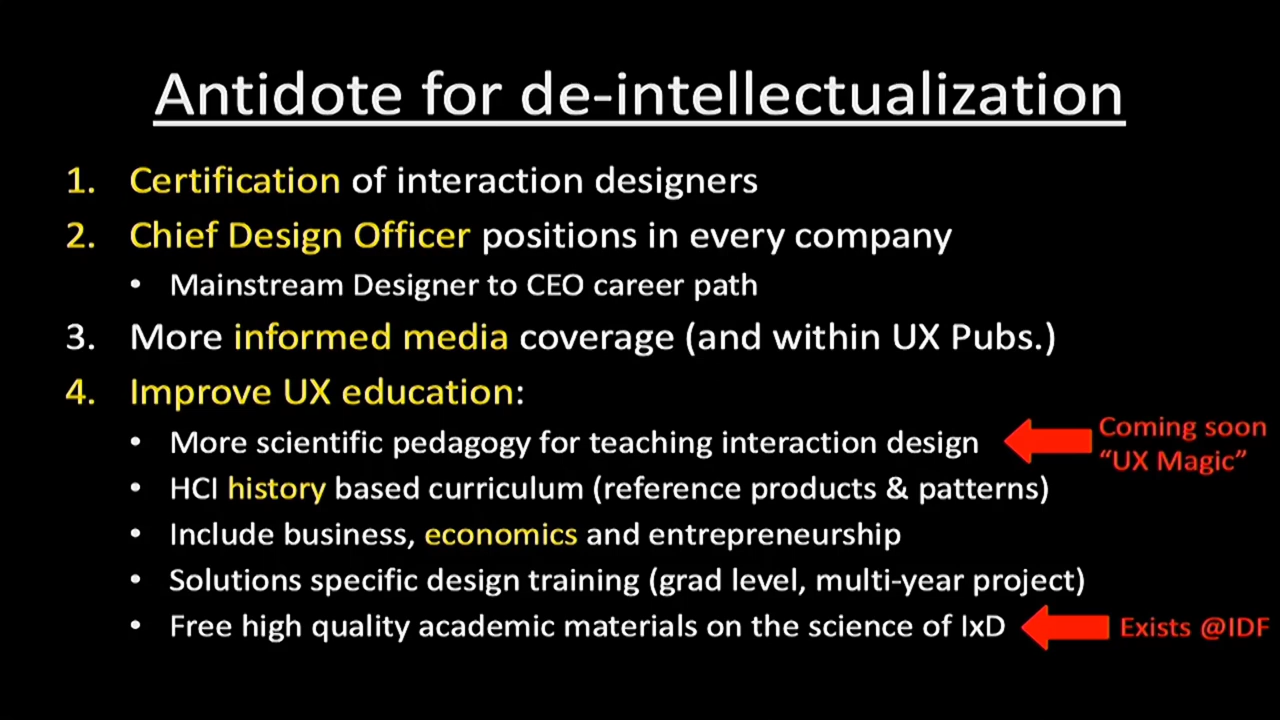 Antidote for de-intellectualization
1. Certification of interaction designers
2. Chief Design Officer positions in every company
• Mainstream Designer to CEO career path
3. More informed media coverage (and within UX Pubs.)
4. Improve UX education:
• More scientific pedagogy for teaching interaction design
Coming soon
“UX Magic”
• HCI history based curriculum (reference products & patterns)
• Include business, economics and entrepreneurship
• Solutions specific design training (grad level, multi-year project)
• Free high quality academic materials on the science of IxD
Exists @IDF